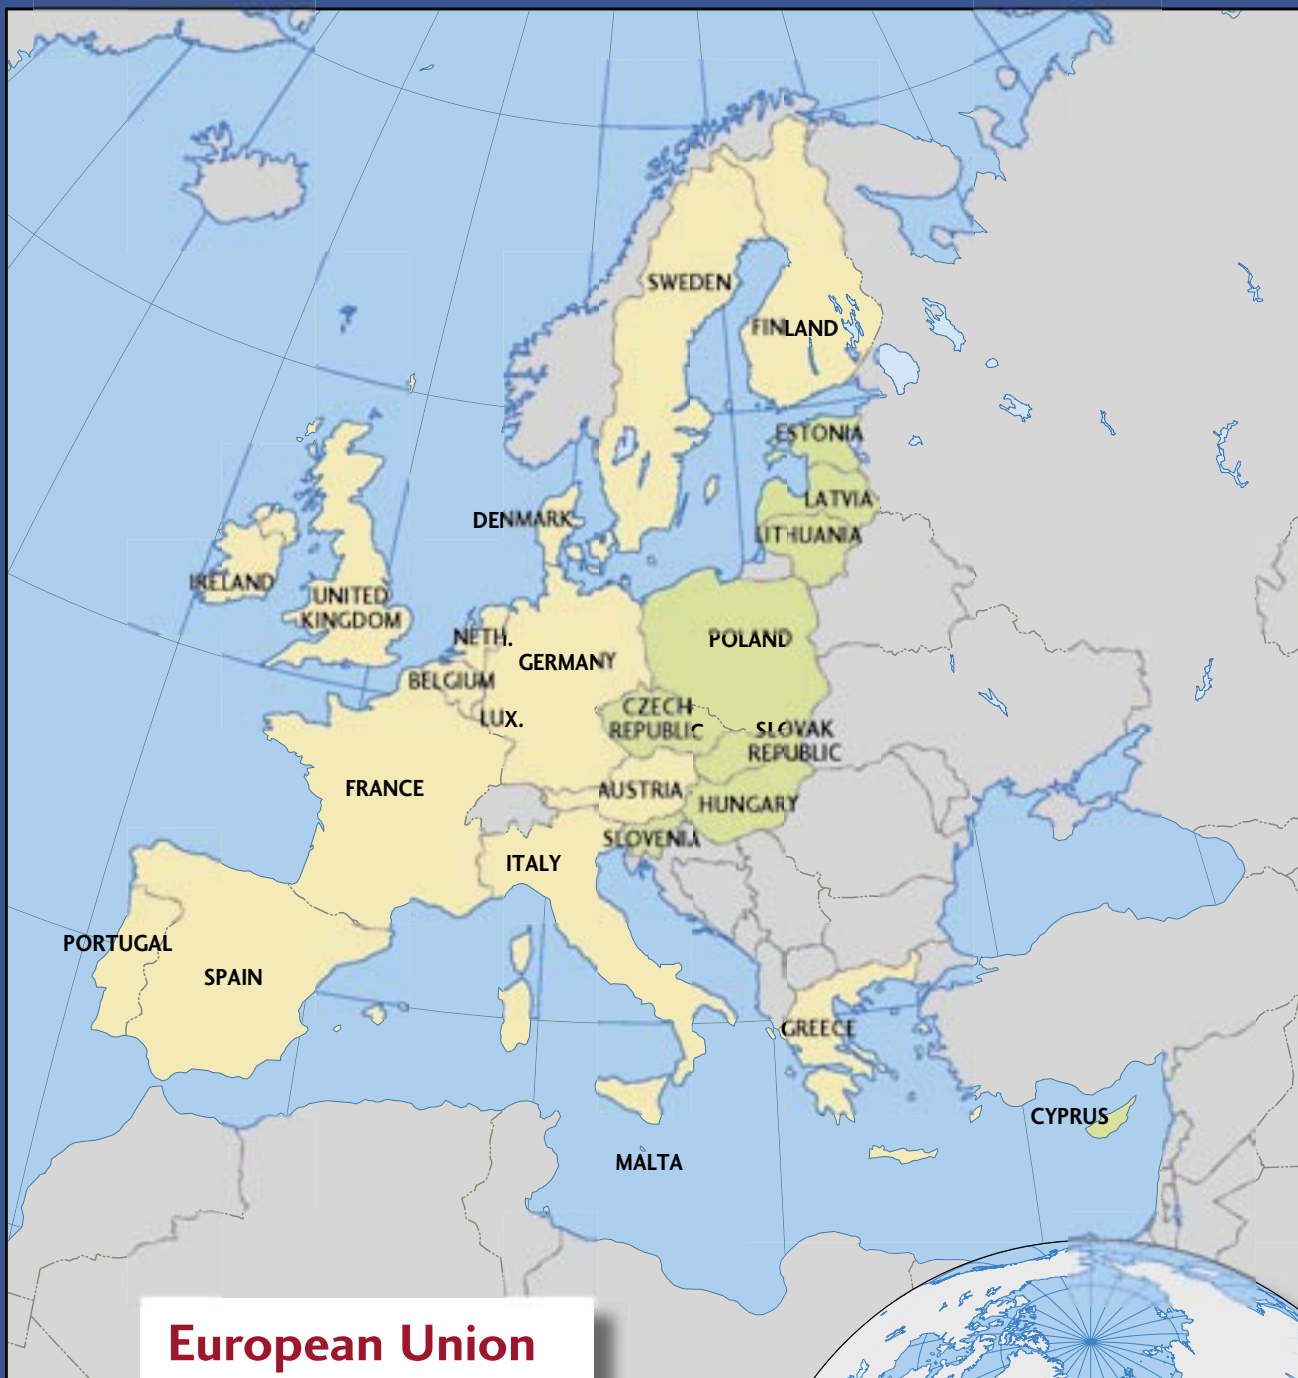 SWEDEN
FINLAND
ESTONIA
LATVIA
LITHUANIA
DENMARK
IRELAND
UNITED
KINGDOM
NETH.
GERMANY
POLAND
BELGIUM
LUX.
CZECH
REPUBLIC
SLOVAK
REPUBLIC
FRANCE
AUSTRIA
HUNGARY
SLOVENIA
ITALY
PORTUGAL
SPAIN
GREECE
CYPRUS
MALTA
European Union